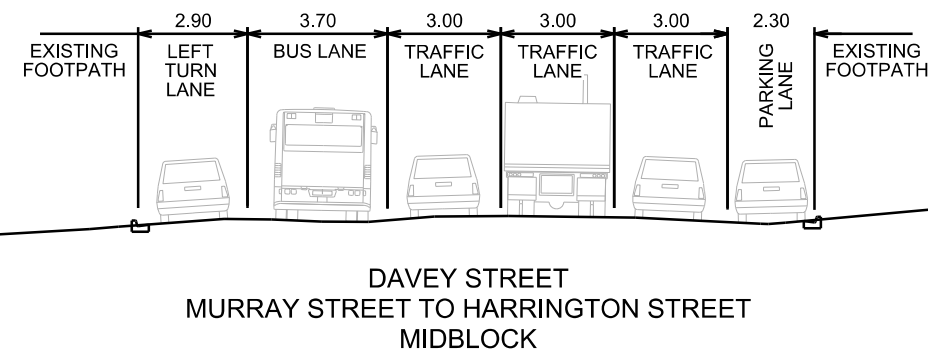 2.90 3.70 3.00 3.00 3.00 2.30
EXISTING
FOOTPATH
LEFT
TURN
LANE
BUS LANE
TRAFFIC
LANE
TRAFFIC
LANE
TRAFFIC
LANE
PARKING
LANE
EXISTING
FOOTPATH
DAVEY STREET
MURRAY STREET TO HARRINGTON STREET
MIDBLOCK